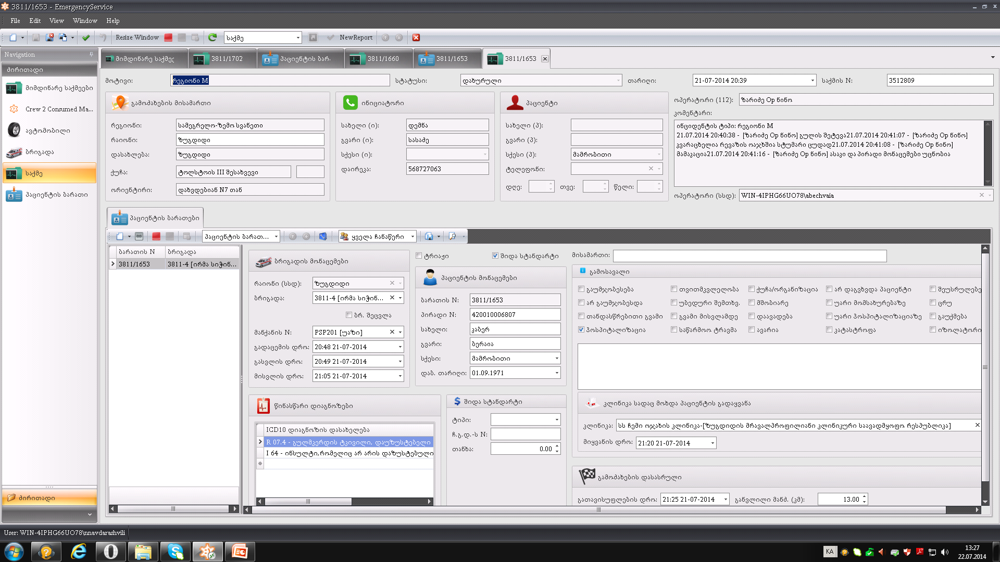 3811/1653 - EmergencyService
File Edit View Window Help
Resize Window საქმე NewReport
Navigation
პირითადი
მიმდინარე საქმეები
Crew 2 Consumed Ma...
ავტომობილი
ბრიგადა
საქმე
პაციენტის ბარათი
პირითადი
მიმდინარე საქმეე 3811/1702 პაციენტის ბარ. 3811/1660 3811/1653 3811/1653
მოტივი: რეგიონი M სტატუსი: დახურული თარიღი: 21-07-2014 20:39 საქმის N: 3512809
გამოძახების მისამართი
რეგიონი: სამეგრელო-ზემო სვანეთი
რაიონი: ზუგდიდი
დასახლება: ზუგდიდი
ქუჩა: ტოლსტოის III შესახვევი
ორიენტირი: დახვდებიან N7 თან
ინიციატორი
სახელი (ი): დემნა
გვარი (ი): სასაძე
სქესი (ი):
დაირეკა: 568727063
პაციენტი
სახელი (პ):
გვარი (პ):
სქესი (პ): მამრობითი
ტელეფონი:
დღე: თვე: წელი:
ოპერატორი (112): ზარიძე Op ნინო
კომენტარი:
ინციდენტის ტიპი: რეგიონი M
21.07.2014 20:40:38 - [ზარიძე Op ნინო] გულის შეტევა21.07.2014 20:41:07 - [ზარიძე Op ნინო]
კვარაცხელია რევაზის ოაჯხშია სტუმარი ცუდად21.07.2014 20:41:08 - [ზარიძე Op ნინო]
მამაკაცია21.07.2014 20:41:16 - [ზარიძე Op ნინო] ასაკი და პირადი მონაცემები უცნობია
ოპერატორი (სსდ): WIN-4IPHG66UO78\abechvaia
პაციენტის ბარათები
პაციენტის ბარათ... ყველა ჩანაწერი
ბარათის N ბრიგადა
3811/1653 3811-4 [ირმა სიჭინ...
ბრიგადის მონაცემები
რაიონი (სსდ): ზუგდიდი
ბრიგადა: 3811-4 [ირმა სიჭინ...
ბრ. შეცვლა
მანქანის N: PSP201 [უაზი]
გადაცემის დრო: 20:48 21-07-2014
გასვლის დრო: 20:49 21-07-2014
მისვლის დრო: 21:05 21-07-2014
ტრიაჟი შიდა სტანდარტი
პაციენტის მონაცემები
ბარათის N: 3811/1653
პირადი N: 420010006807
სახელი: კაბერ
გვარი: ბერაია
სქესი: მამრობითი
დაბ. თარიღი: 01.09.1971
მისამართი:
გამოსავალი
გაუმჯობესება თვითმკვლელობა ქუჩა/ორგანიზაცია არ დაგვხვდა პაციენტი შეუსრულებე
არ გაუმჯობესდა უბედური შემთხვ. მშობიარე უარი მომსახურებაზე ცრუ
თანდასწრებითი გვამი გვამი მისვლამდე დაავადება უარი ჰოსპიტალიზაციაზე გაუქმება
ჰოსპიტალიზაცია საწარმოო ტრავმა ავარია კატასტროფა იზოლატორი
წინასწარი დიაგნოზები
ICD10 დიაგნოზის დასახელება
R 07.4 - გულმკერდის ტკივილი, დაუზუსტებელი
I 64 - ინსულტი,რომელიც არ არის დაზუსტებული
შიდა სტანდარტი
ტიპი:
ჩ.გ.დ.-ს N:
თანხა: 0.00
კლინიკა სადაც მოხდა პაციენტის გადაყვანა
კლინიკა: სს ჩემი ოჯახის კლინიკა-[ზუგდიდის მრავალპროფილიანი კლინიკური საავადმყოფო რესპუბლიკა]
მიყვანის დრო: 21:20 21-07-2014
გამოძახების დასასრული
გათავისუფლების დრო: 21:25 21-07-2014 განვლილი მანძ. (კმ): 13.00
User: WIN-4IPHG66UO78\nnavdarashvili
KA 13:27
22.07.2014